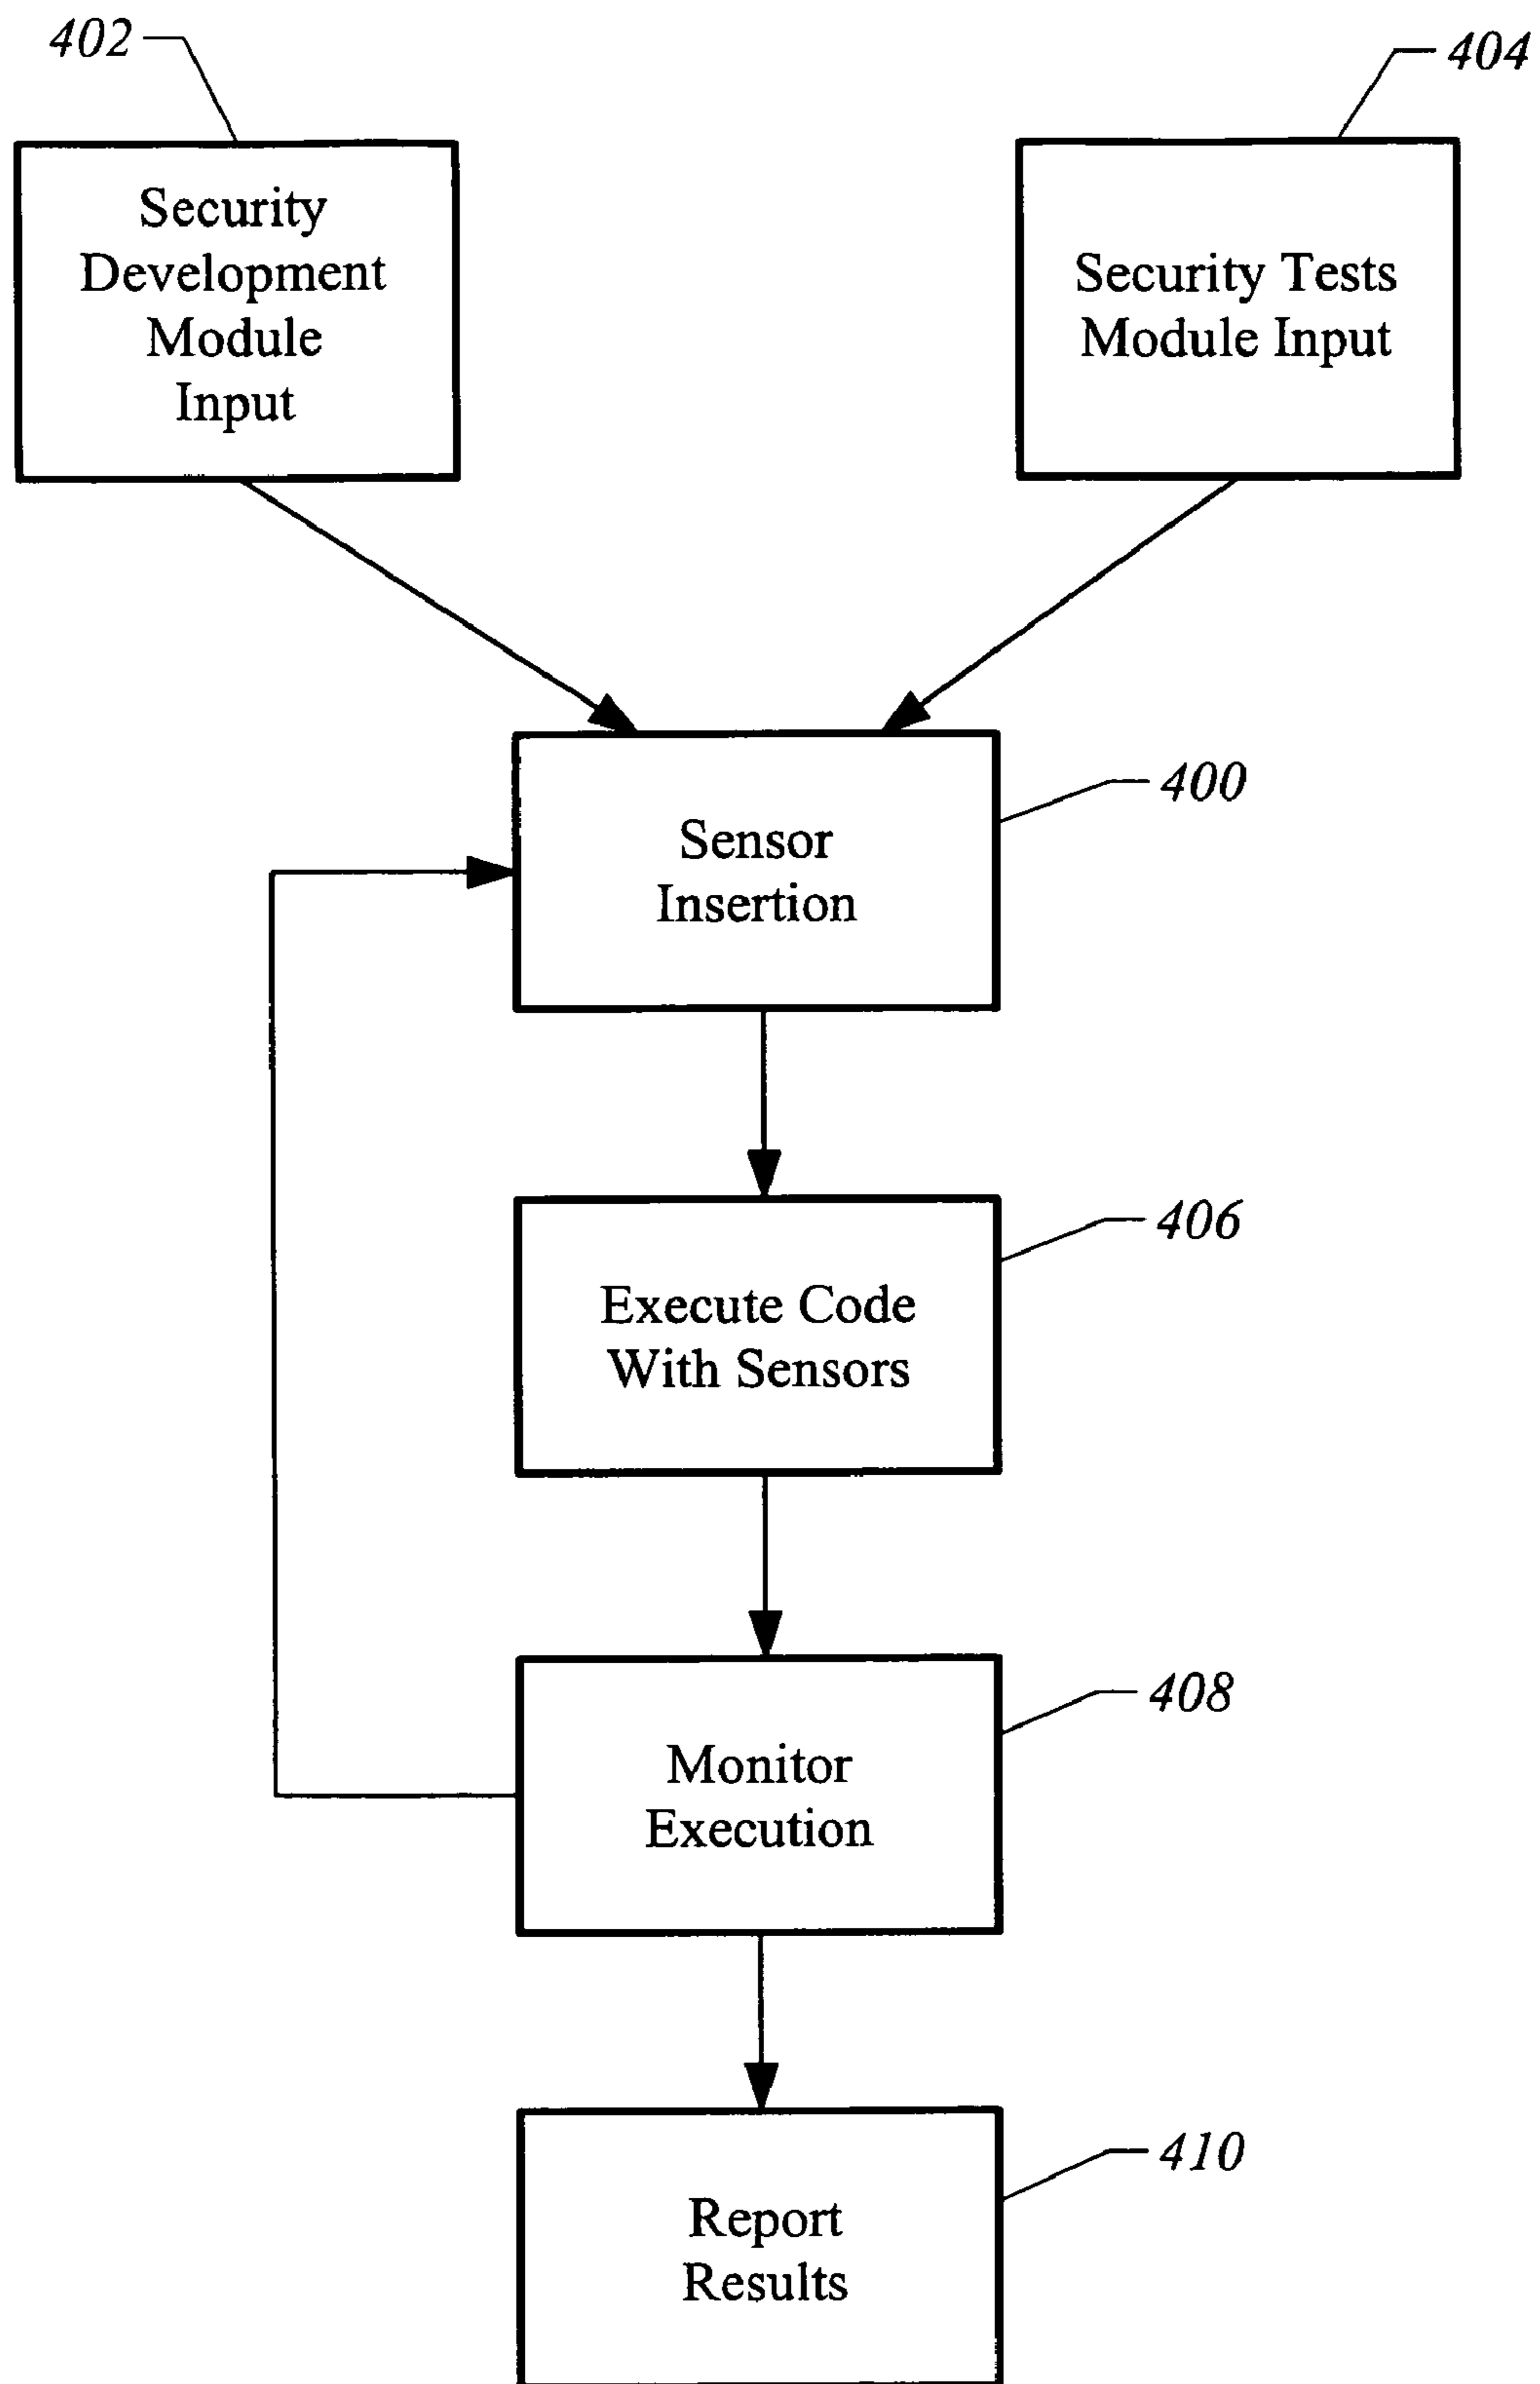 402
404
Security
Development
Module
Input
Security Tests
Module Input
400
Sensor
Insertion
406
Execute Code
With Sensors
408
Monitor
Execution
410
Report
Results